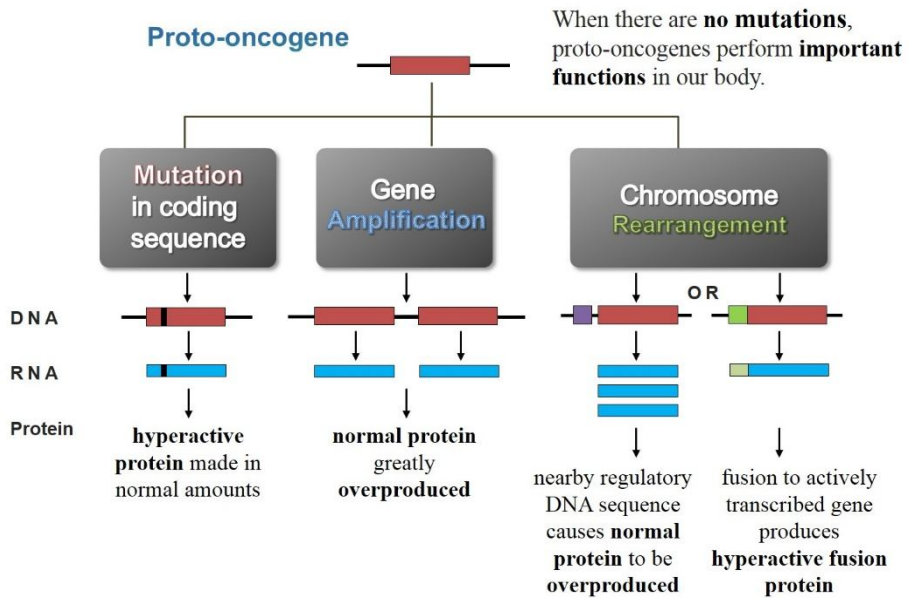 Proto-oncogene
When there are no mutations,
proto-oncogenes perform important
functions in our body.
Mutation
in coding
sequence
Gene
Amplification
Chromosome
Rearrangement
OR
DNA
RNA
Protein
hyperactive
protein made in
normal amounts
normal protein
greatly
overproduced
nearby regulatory
DNA sequence
causes normal
protein to be
overproduced
fusion to actively
transcribed gene
produces
hyperactive fusion
protein